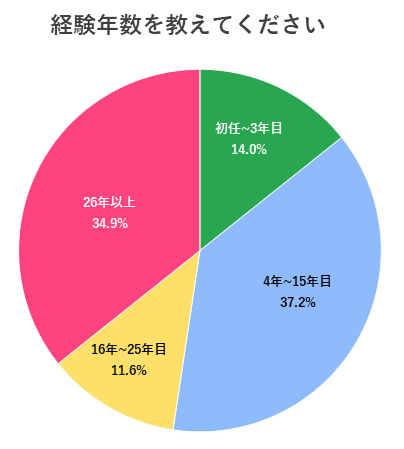 経験年数を教えてください
初任~3年目
14.0%
26年以上
34.9%
4年~15年目
37.2%
16年~25年目
11.6%